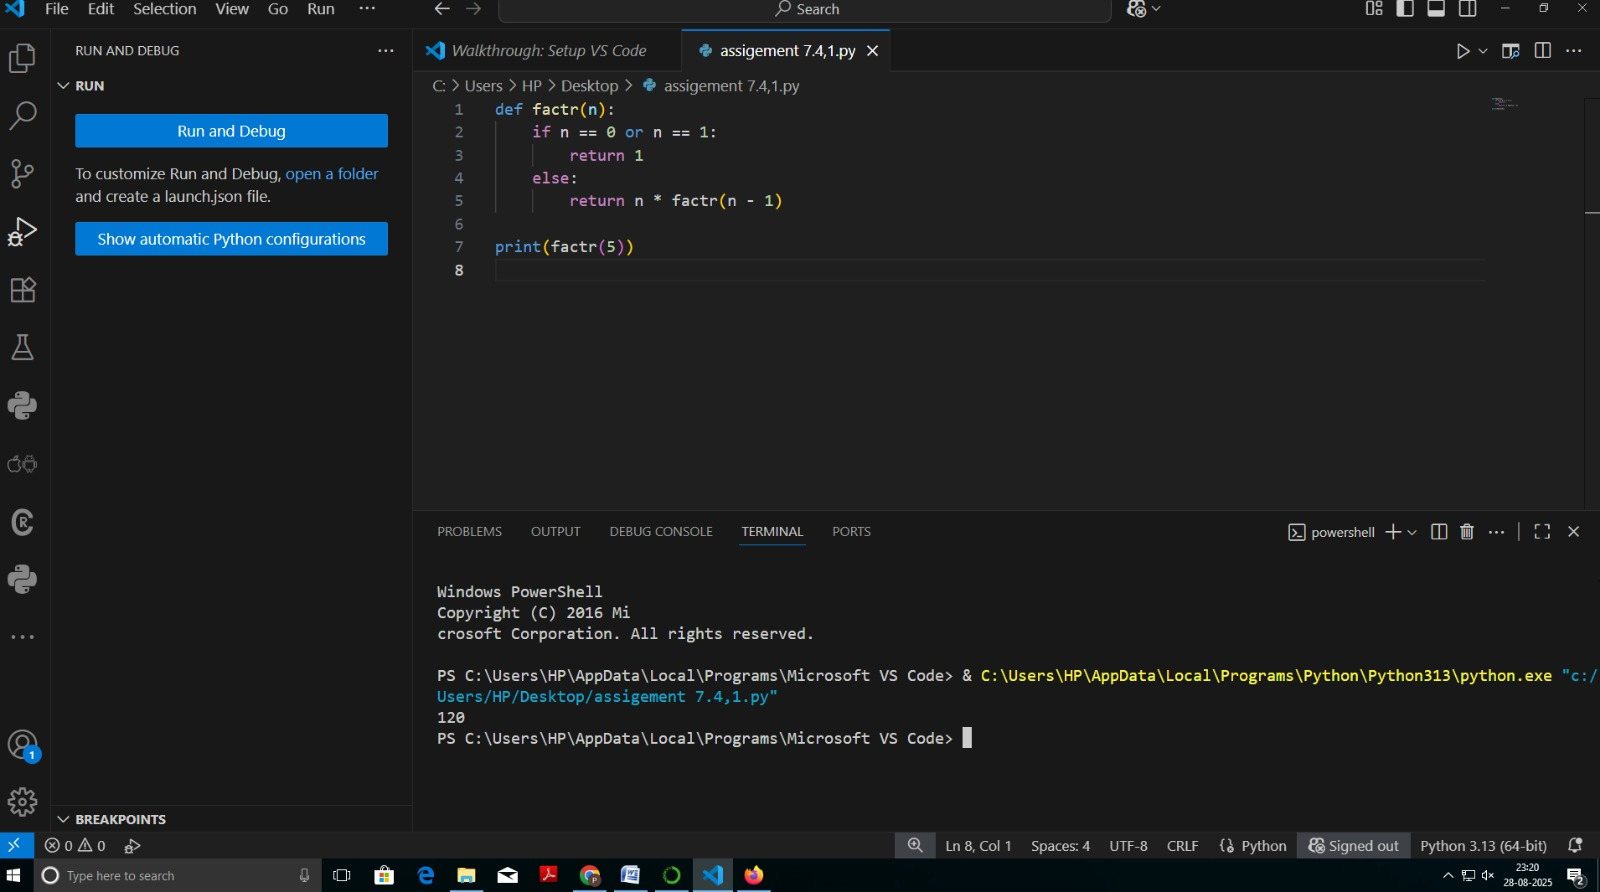 File Edit Selection View Go Run ···
Search
RUN AND DEBUG ···
RUN
Run and Debug
To customize Run and Debug, open a folder
and create a launch.json file.
Show automatic Python configurations
BREAKPOINTS
Walkthrough: Setup VS Code
assigement 7.4,1.py
C: > Users > HP > Desktop > assigement 7.4,1.py
1 def factr(n):
2 if n == 0 or n == 1:
3 return 1
4 else:
5 return n * factr(n - 1)
6
7 print(factr(5))
8
PROBLEMS OUTPUT DEBUG CONSOLE TERMINAL PORTS
powershell
Windows PowerShell
Copyright (C) 2016 Mi
crosoft Corporation. All rights reserved.
PS C:\Users\HP\AppData\Local\Programs\Microsoft VS Code> & C:\Users\HP\AppData\Local\Programs\Python\Python313\python.exe "c:/
Users/HP/Desktop/assigement 7.4,1.py"
120
PS C:\Users\HP\AppData\Local\Programs\Microsoft VS Code>
1
0 0
Ln 8, Col 1 Spaces: 4 UTF-8 CRLF {} Python Signed out Python 3.13 (64-bit)
Type here to search
23:20
28-08-2025
2